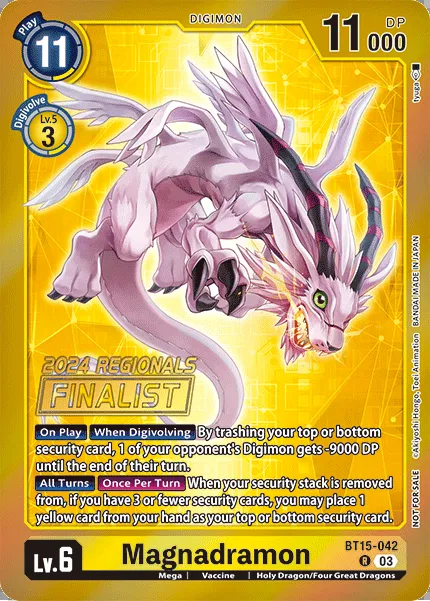 Play
11
DIGIMON
11000
DP
Digivolve
Lv.5
3
tyuga
©Akiyoshi Hongo, Toei Animation BANDAI MADE IN JAPAN
NOT FOR SALE
2024 REGIONALS
FINALIST
On Play When Digivolving By trashing your top or bottom
security card, 1 of your opponent's Digimon gets -9000 DP
until the end of their turn.
All Turns Once Per Turn When your security stack is removed
from, if you have 3 or fewer security cards, you may place 1
yellow card from your hand as your top or bottom security card.
Lv.6
Magnadramon
BT15-042
R 03
Mega | Vaccine | Holy Dragon/Four Great Dragons